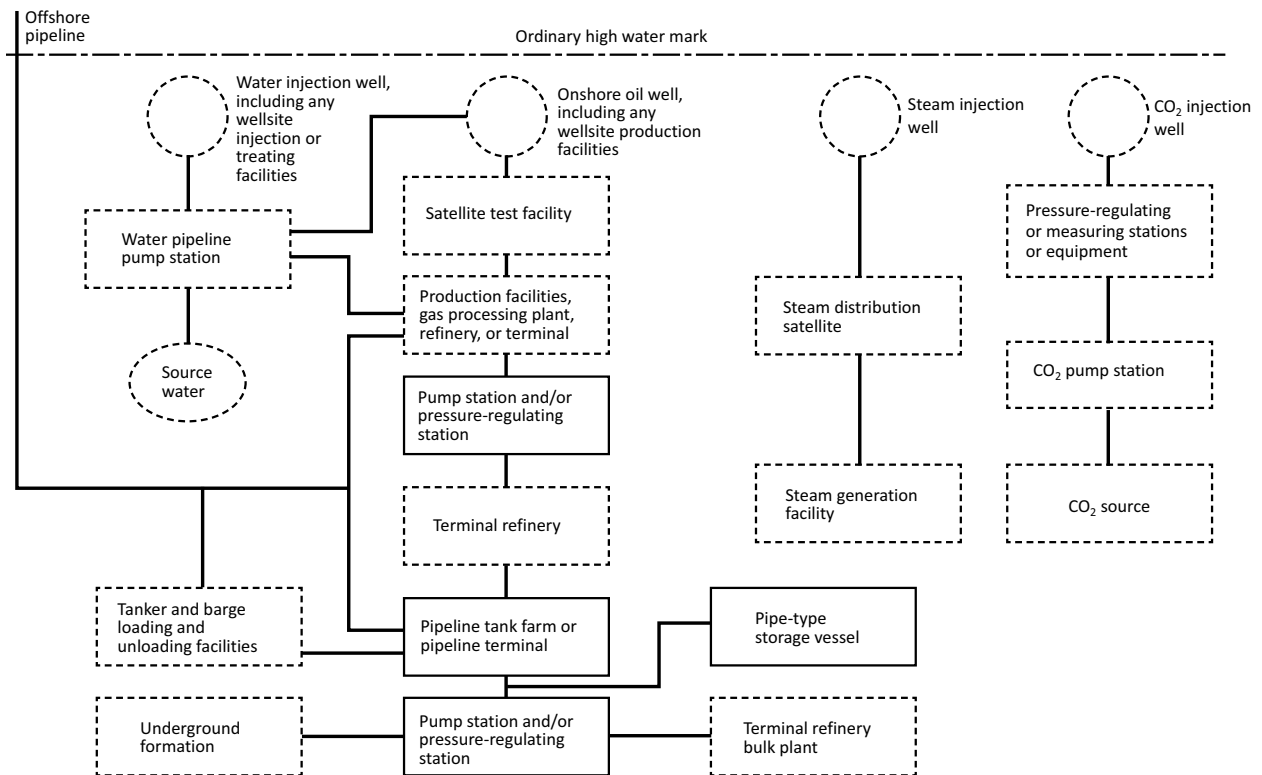 Offshore
pipeline
Ordinary high water mark
Water injection well,
including any
wellsite
injection or
treating
facilities
Onshore oil well,
including any
wellsite production
facilities
Steam injection
well
CO₂ injection
well
Satellite test facility
Pressure-regulating
or measuring stations
or equipment
Water pipeline
pump station
Production facilities,
gas processing plant,
refinery, or terminal
Steam distribution
satellite
Source
water
CO₂ pump station
Pump station and/or
pressure-regulating
station
Terminal refinery
Steam generation
facility
CO₂ source
Tanker and barge
loading and
unloading facilities
Pipeline tank farm or
pipeline terminal
Pipe-type
storage vessel
Underground
formation
Pump station and/or
pressure-regulating
station
Terminal refinery
bulk plant